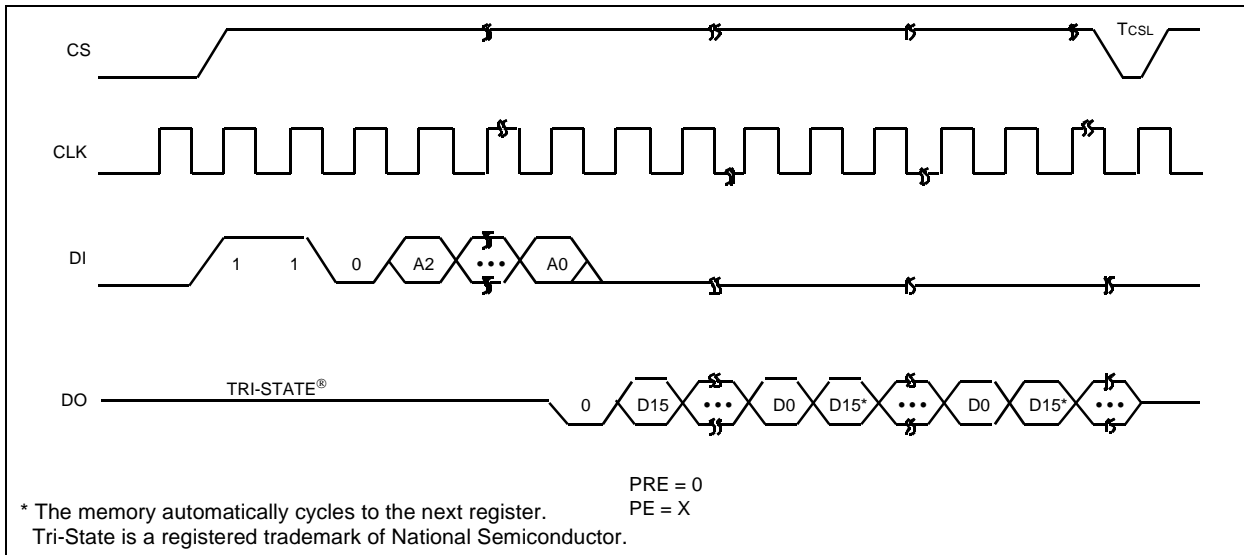 CS
TCSL
CLK
DI
1 1 0 A2 ••• A0
DO
TRI-STATE®
0 D15 ••• D0 D15* ••• D0 D15* •••
PRE = 0
PE = X
* The memory automatically cycles to the next register.
Tri-State is a registered trademark of National Semiconductor.